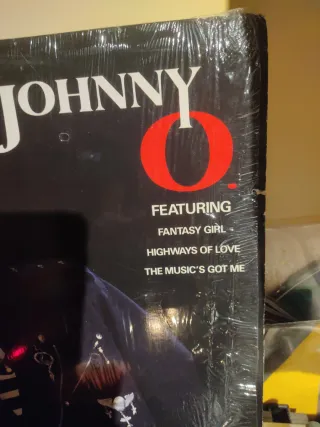 JOHNNY
O.
FEATURING
FANTASY GIRL
HIGHWAYS OF LOVE
THE MUSIC'S GOT ME